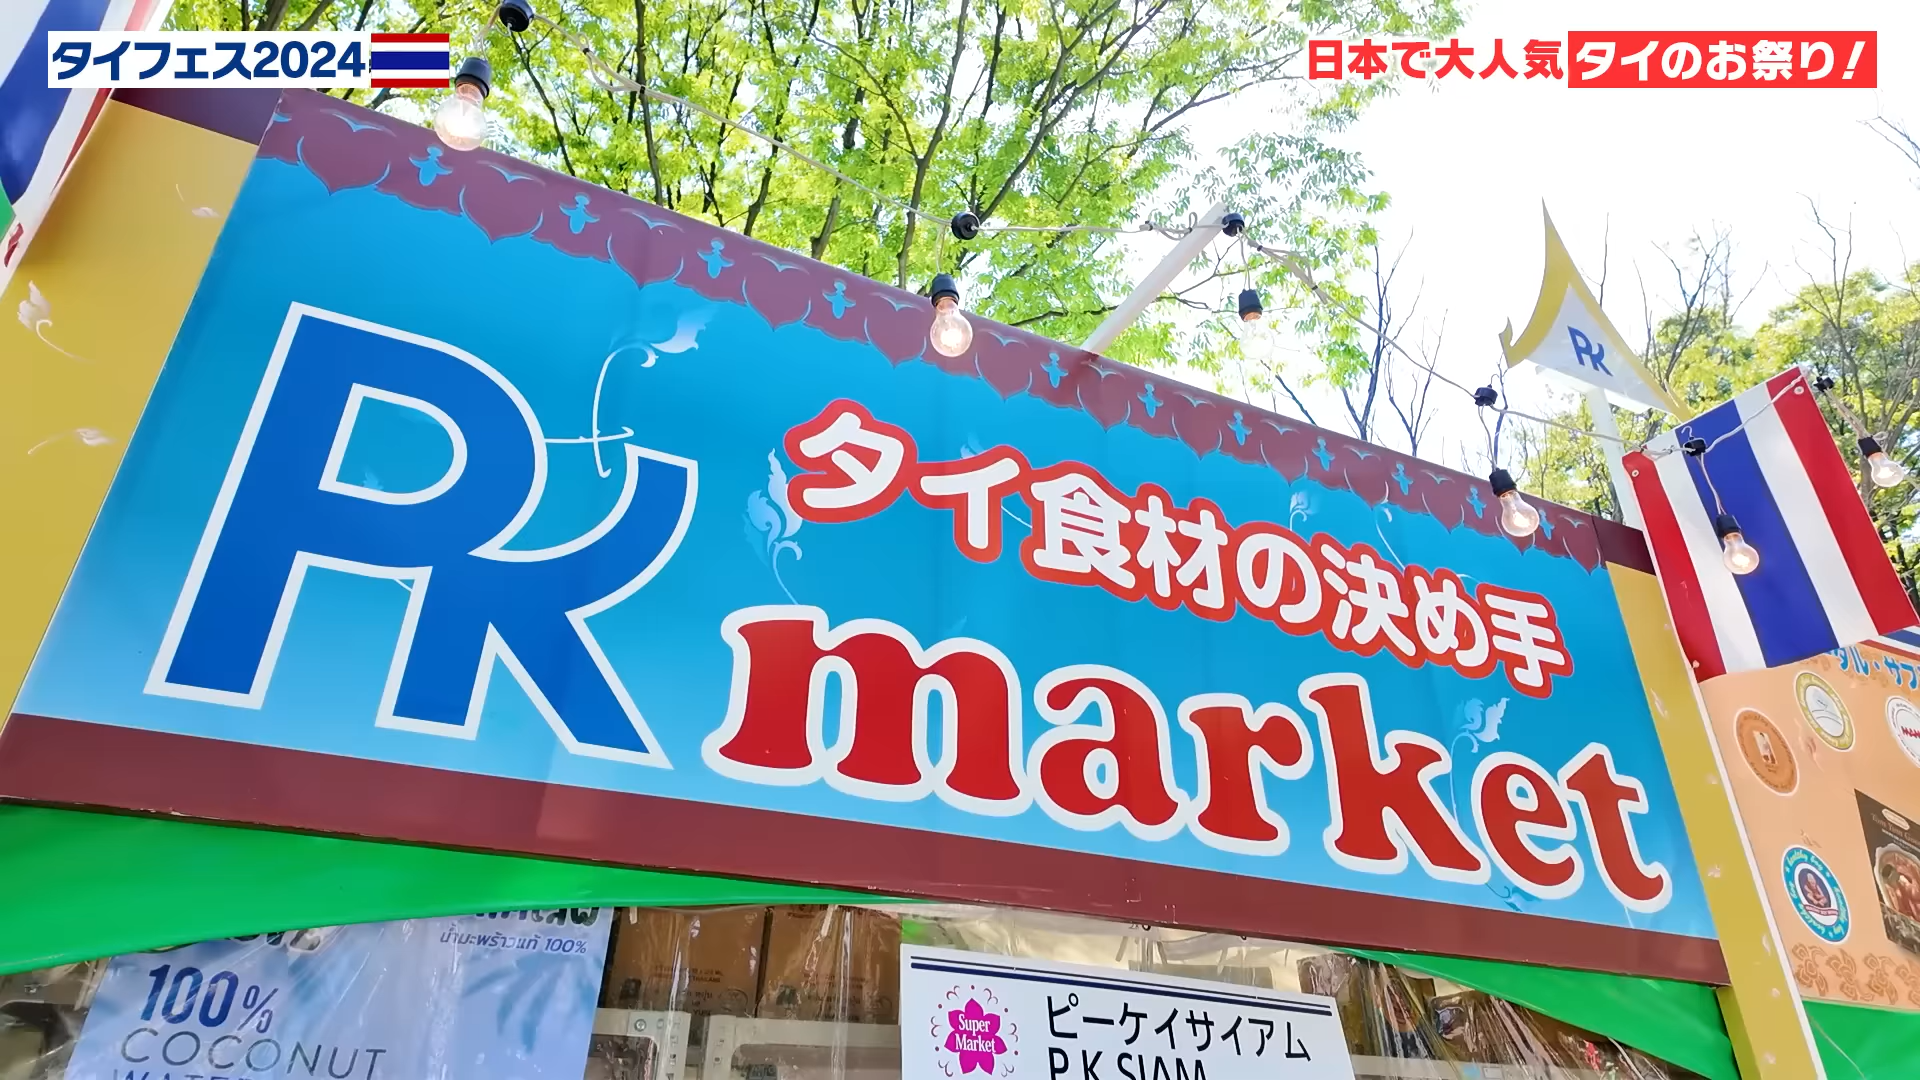 タイフェス2024
日本で大人気 タイのお祭り!
PK
タイ食材の決め手
PK market
น้ำมะพร้าวแท้ 100%
100%
COCONUT
WATER
Super
Market
ピーケイサイアム
P.K.SIAM